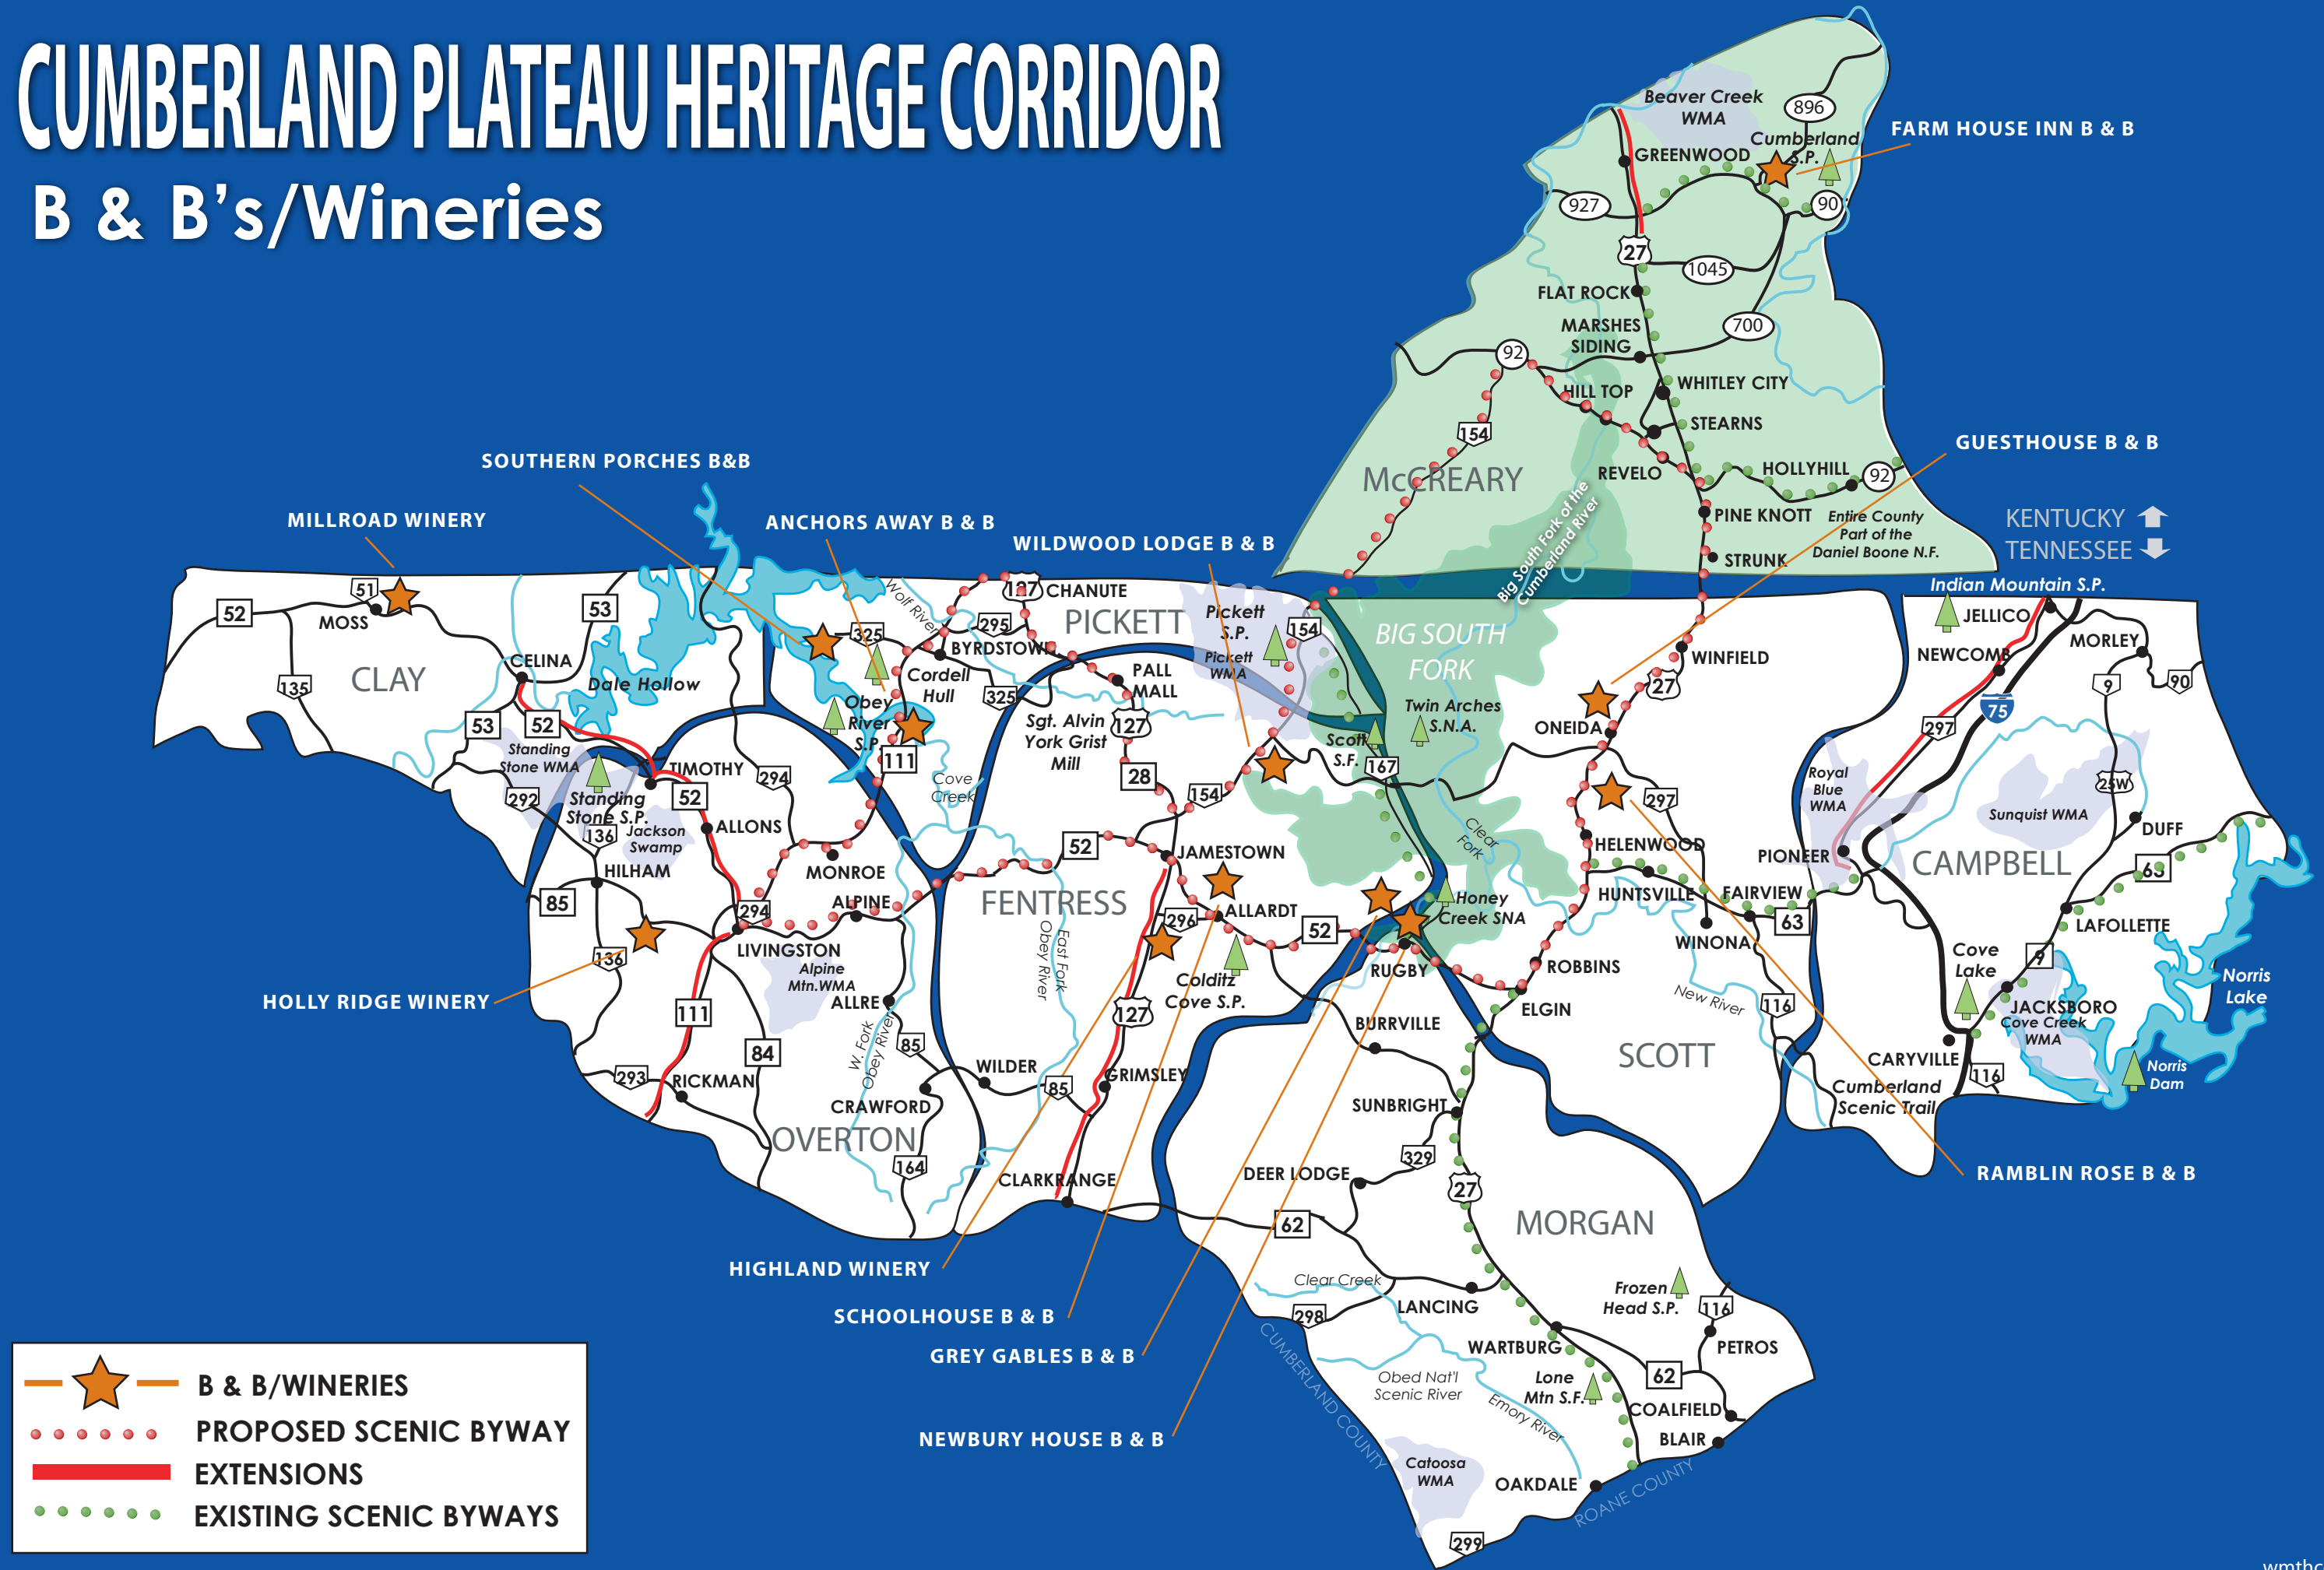 CUMBERLAND PLATEAU HERITAGE CORRIDOR
B & B's/Wineries
Beaver Creek
WMA
896
Cumberland
S.P.
FARM HOUSE INN B & B
GREENWOOD
927
90
27
1045
FLAT ROCK
MARSHES
SIDING
700
92
HILL TOP
WHITLEY CITY
STEARNS
154
McCREARY
REVELO
HOLLYHILL
92
GUESTHOUSE B & B
PINE KNOTT
Entire County
Part of the
Daniel Boone N.F.
STRUNK
Big South Fork of the
Cumberland River
KENTUCKY
TENNESSEE
SOUTHERN PORCHES B&B
MILLROAD WINERY
ANCHORS AWAY B & B
WILDWOOD LODGE B & B
52
51
MOSS
53
CLAY
135
CELINA
Dale Hollow
53
52
Standing
Stone WMA
292
Standing
Stone S.P.
136
Jackson
Swamp
TIMOTHY
52
294
ALLONS
HILHAM
85
136
HOLLY RIDGE WINERY
294
LIVINGSTON
MONROE
ALPINE
Alpine
Mtn.WMA
ALLRE
111
84
293
RICKMAN
W. Fork
Obey River
85
CRAWFORD
OVERTON
164
325
Wolf River
295
127
CHANUTE
PICKETT
BYRDSTOWN
Cordell
Hull
325
Obey
River
S.P.
111
Cove
Creek
PALL
MALL
Sgt. Alvin
York Grist
Mill
127
28
154
Pickett
S.P.
Pickett
WMA
154
BIG SOUTH
FORK
Twin Arches
S.N.A.
Scott
S.F.
167
52
JAMESTOWN
FENTRESS
East Fork
Obey River
296
ALLARDT
52
Colditz
Cove S.P.
127
WILDER
85
GRIMSLEY
CLARKRANGE
RUGBY
Honey
Creek SNA
Clear
Fork
WINFIELD
27
ONEIDA
297
HELENWOOD
HUNTSVILLE
FAIRVIEW
63
WINONA
ROBBINS
ELGIN
New River
116
SCOTT
Indian Mountain S.P.
JELLICO
NEWCOMB
MORLEY
9
90
75
297
Royal
Blue
WMA
25W
Sunquist WMA
DUFF
PIONEER
CAMPBELL
63
LAFOLLETTE
Cove
Lake
9
JACKSBORO
Cove Creek
WMA
Norris
Lake
CARYVILLE
116
Norris
Dam
Cumberland
Scenic Trail
RAMBLIN ROSE B & B
BURRVILLE
SUNBRIGHT
329
DEER LODGE
27
62
MORGAN
Clear Creek
298
LANCING
Frozen
Head S.P.
116
PETROS
WARTBURG
62
Lone
Mtn S.F.
Obed Nat'l
Scenic River
Emory River
COALFIELD
BLAIR
Catoosa
WMA
OAKDALE
299
CUMBERLAND COUNTY
ROANE COUNTY
HIGHLAND WINERY
SCHOOLHOUSE B & B
GREY GABLES B & B
NEWBURY HOUSE B & B
B & B/WINERIES
PROPOSED SCENIC BYWAY
EXTENSIONS
EXISTING SCENIC BYWAYS
wmthc